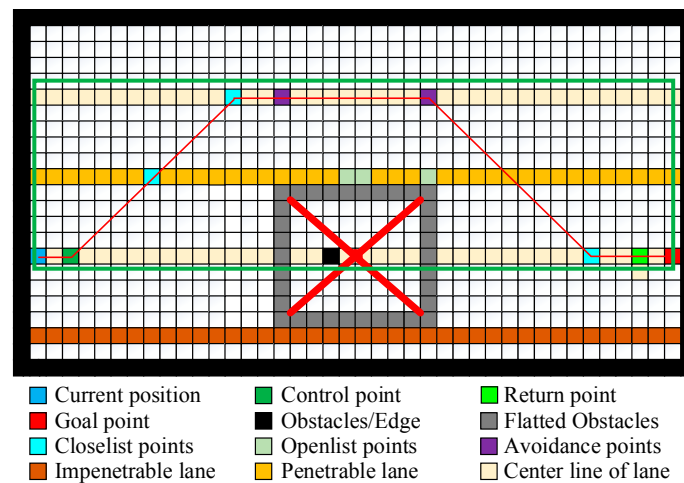 Current position Control point Return point
Goal point Obstacles/Edge Flatted Obstacles
Closelist points Openlist points Avoidance points
Impenetrable lane Penetrable lane Center line of lane